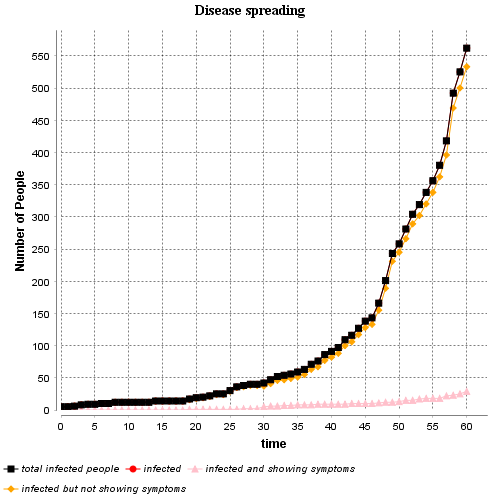 Disease spreading
Number of People
550
500
450
400
350
300
250
200
150
100
50
0
0 5 10 15 20 25 30 35 40 45 50 55 60
time
total infected people infected infected and showing symptoms
infected but not showing symptoms